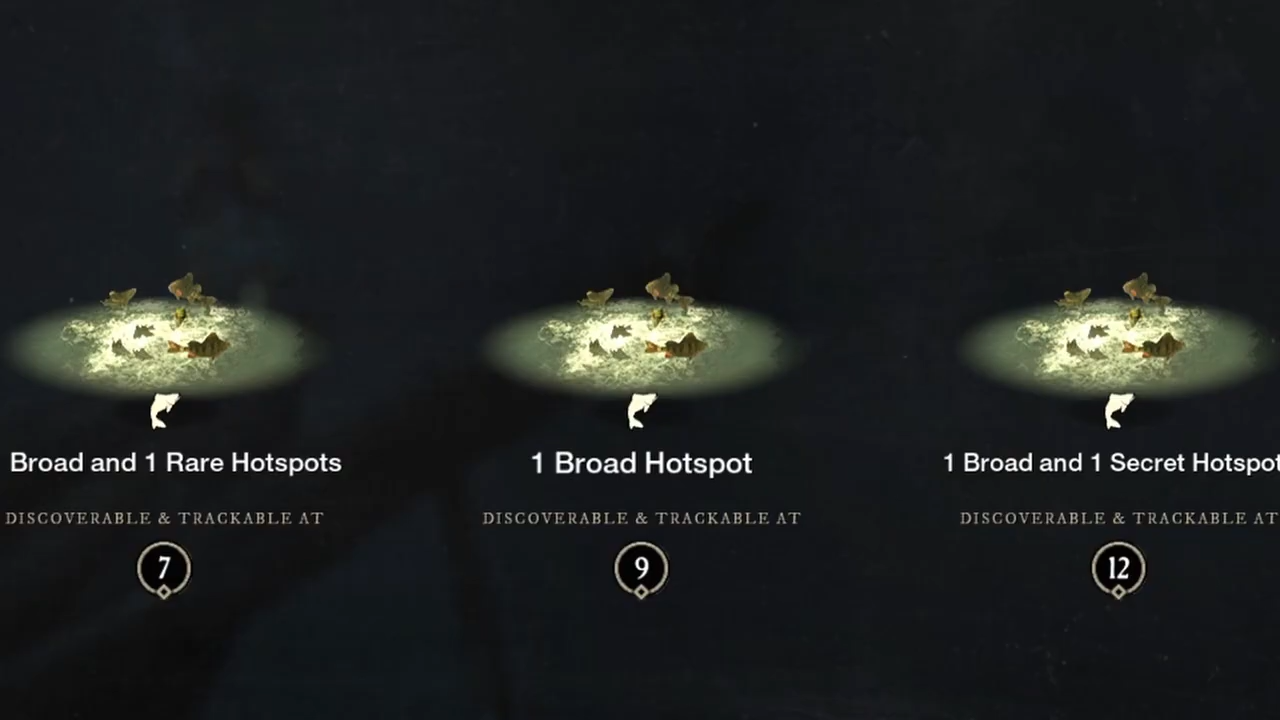 Broad and 1 Rare Hotspots
1 Broad Hotspot
1 Broad and 1 Secret Hotspot
DISCOVERABLE & TRACKABLE AT
DISCOVERABLE & TRACKABLE AT
DISCOVERABLE & TRACKABLE AT
7
9
12